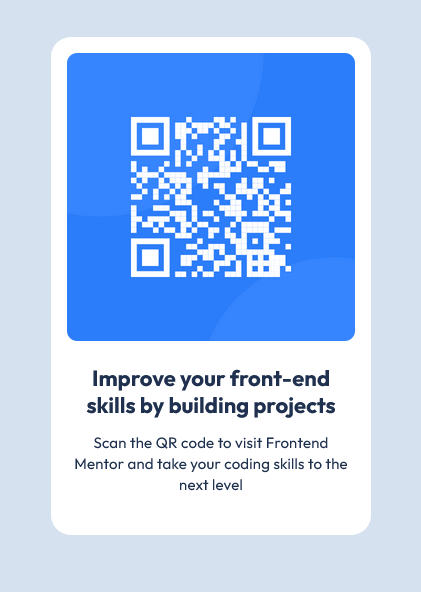 Improve your front-end
skills by building projects
Scan the QR code to visit Frontend
Mentor and take your coding skills to the
next level